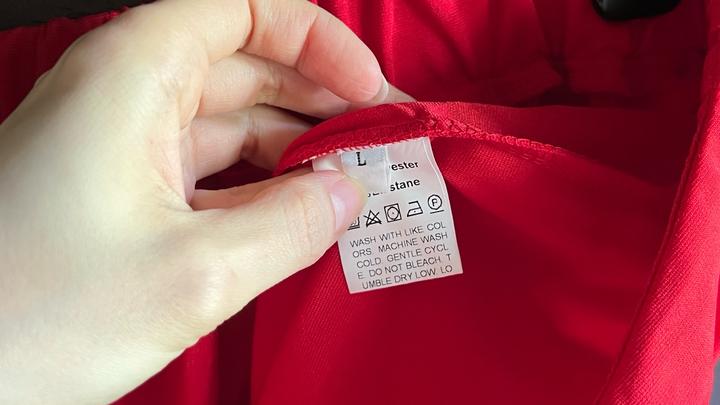 L
ester
stane
P
WASH WITH LIKE COL
ORS. MACHINE WASH
COLD. GENTLE CYCL
E. DO NOT BLEACH. T
UMBLE DRY LOW. LO